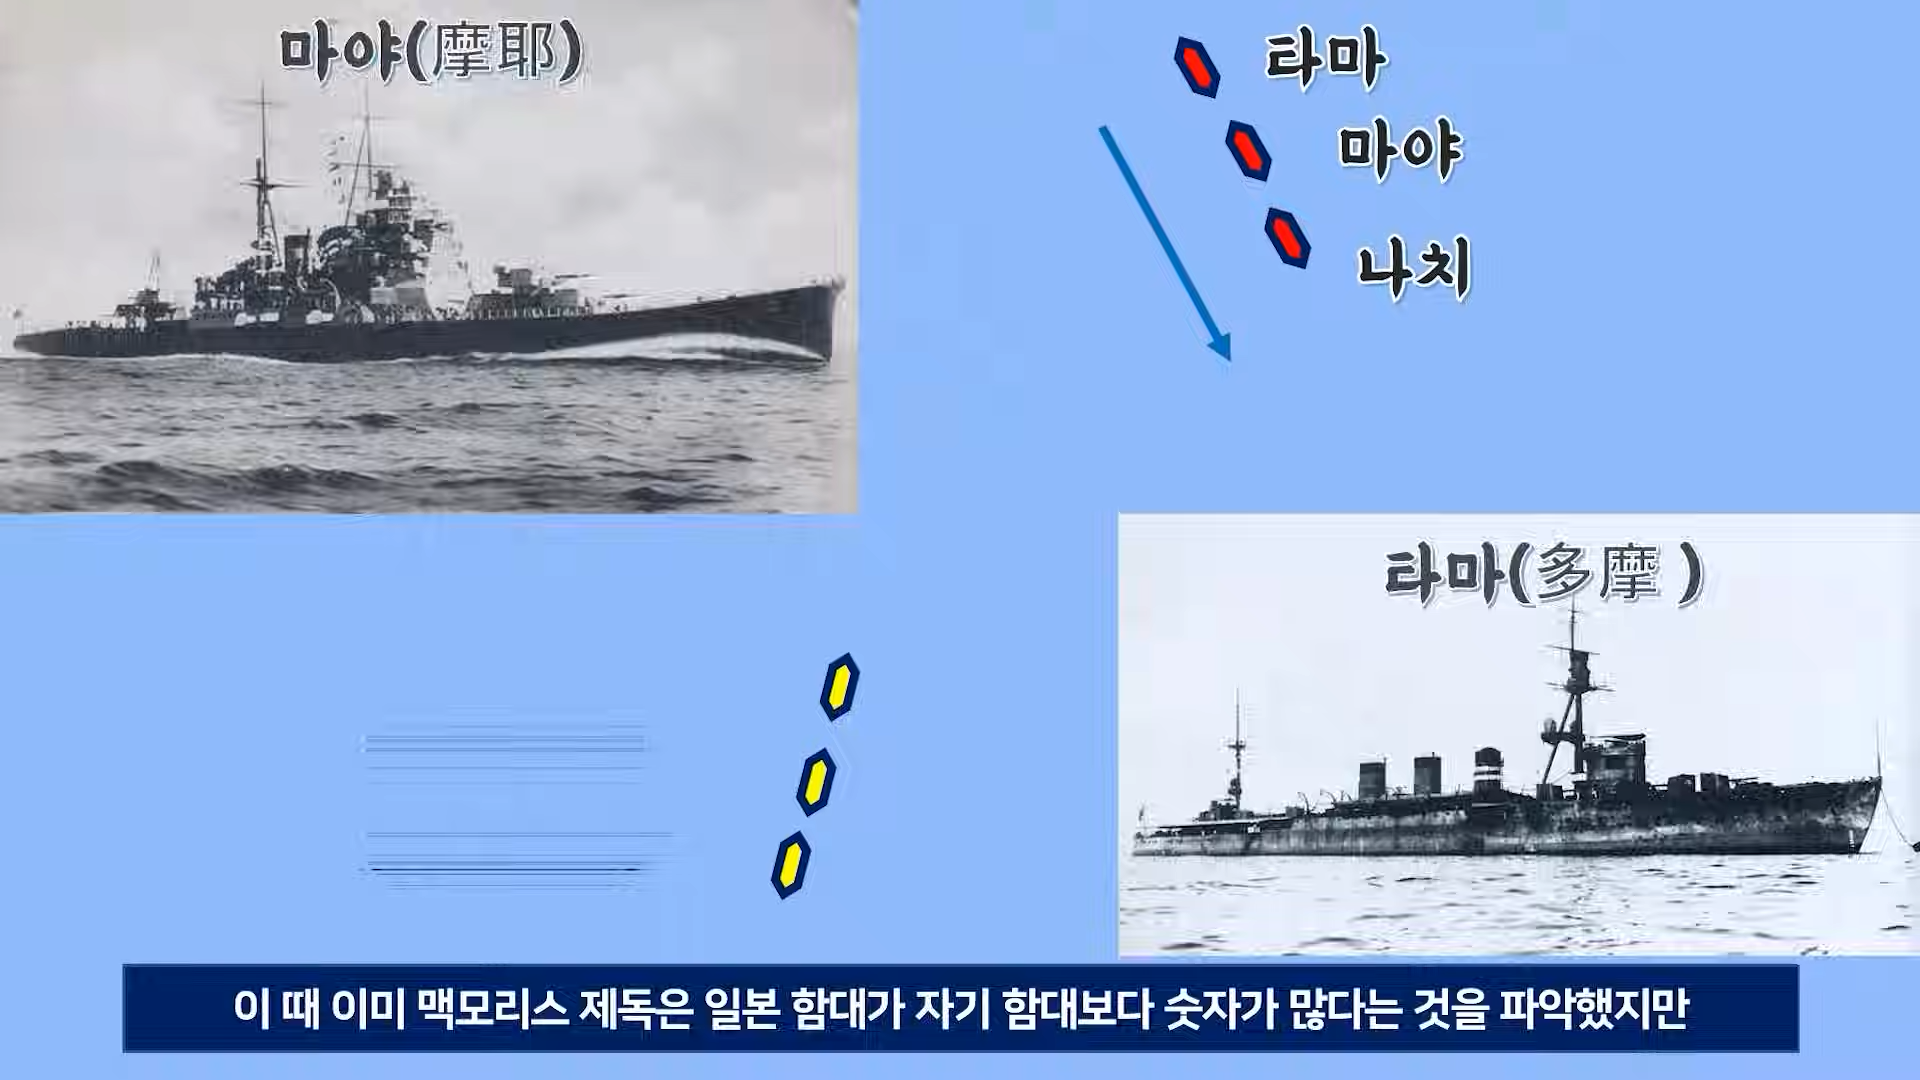 마야(摩耶)
타마
마야
나치
타마(多摩 )
이 때 이미 맥모리스 제독은 일본 함대가 자기 함대보다 숫자가 많다는 것을 파악했지만